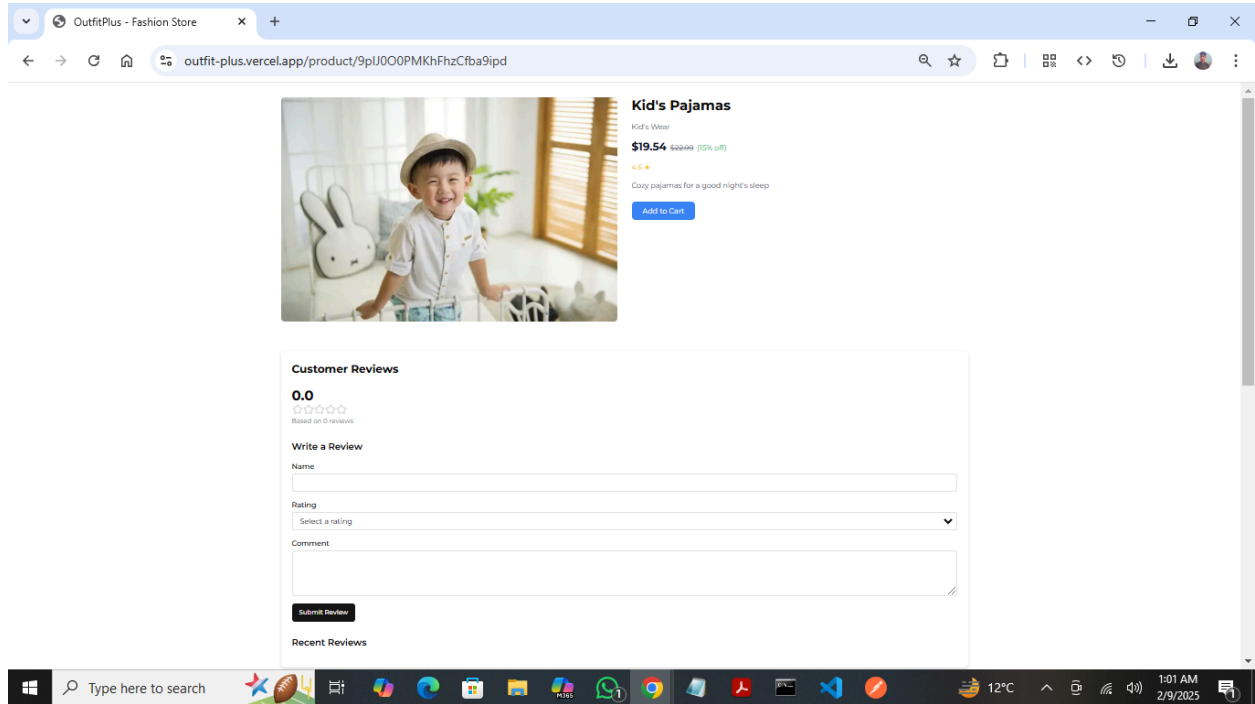 OutfitPlus - Fashion Store
outfit-plus.vercel.app/product/9plJ0O0PMKhFhzCfba9ipd
Kid's Pajamas
Kid's Wear
$19.54 $22.99 (15% off)
4.6 ★
Cozy pajamas for a good night's sleep
Add to Cart
Customer Reviews
0.0
Based on 0 reviews
Write a Review
Name
Rating
Select a rating
Comment
Submit Review
Recent Reviews
Type here to search
M365
1
12°C
1:01 AM
2/9/2025
1